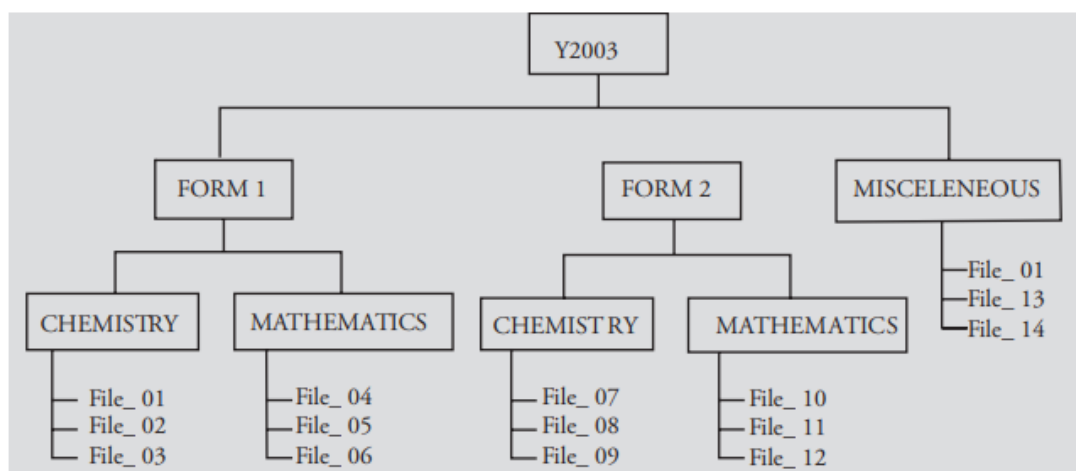 Y2003
FORM 1
FORM 2
MISCELENEOUS
CHEMISTRY
MATHEMATICS
CHEMIST RY
MATHEMATICS
File_ 01
File_ 13
File_ 14
File_ 01
File_ 02
File_ 03
File_ 04
File_ 05
File_ 06
File_ 07
File_ 08
File_ 09
File_ 10
File_ 11
File_ 12